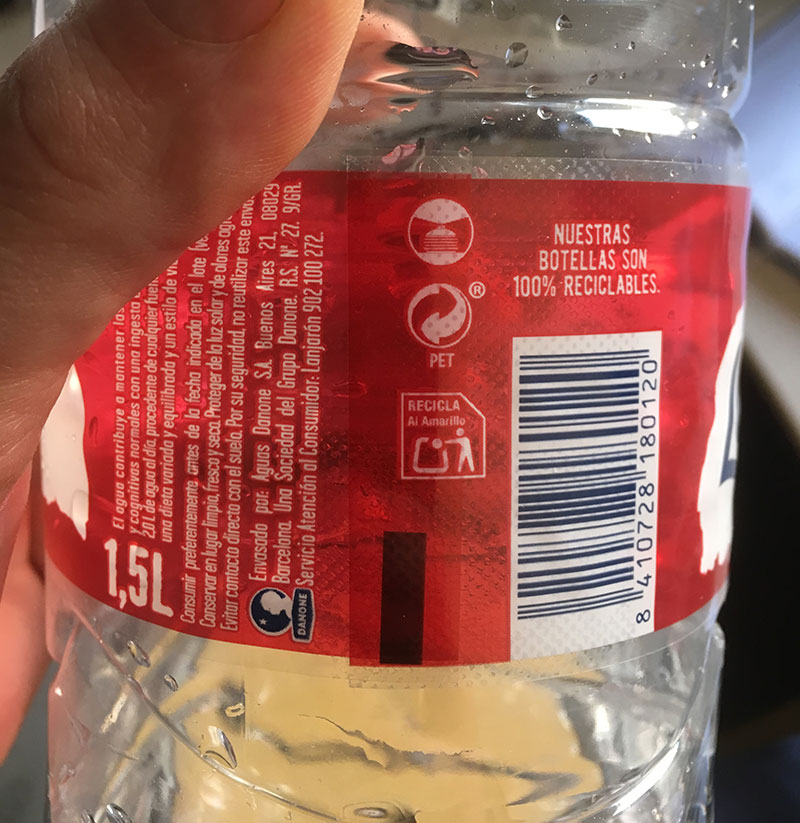 El agua contribuye a mantener las
y cognitivas normales con una ingesta
2,0 L de agua al día, procedente de cualquier fuen
una dieta variada y equilibrada y un estilo de vi
1,5L
Consumir preferentemente antes de la fecha indicada en el lote (ve
Conservar en lugar limpio, fresco y seco. Proteger de la luz solar y de olores agr
Evitar contacto directo con el suelo. Por su seguridad, no reutilizar este enva
Envasado por: Aguas Danone S.A. Buenos Aires 21, 08029
Barcelona. Una Sociedad del Grupo Danone. R.S. Nº 27. 9/GR.
Servicio Atención al Consumidor: Lanjarón 902 100 272.
DANONE
®
PET
RECICLA
Al Amarillo
NUESTRAS
BOTELLAS SON
100% RECICLABLES.
8 410728 180120